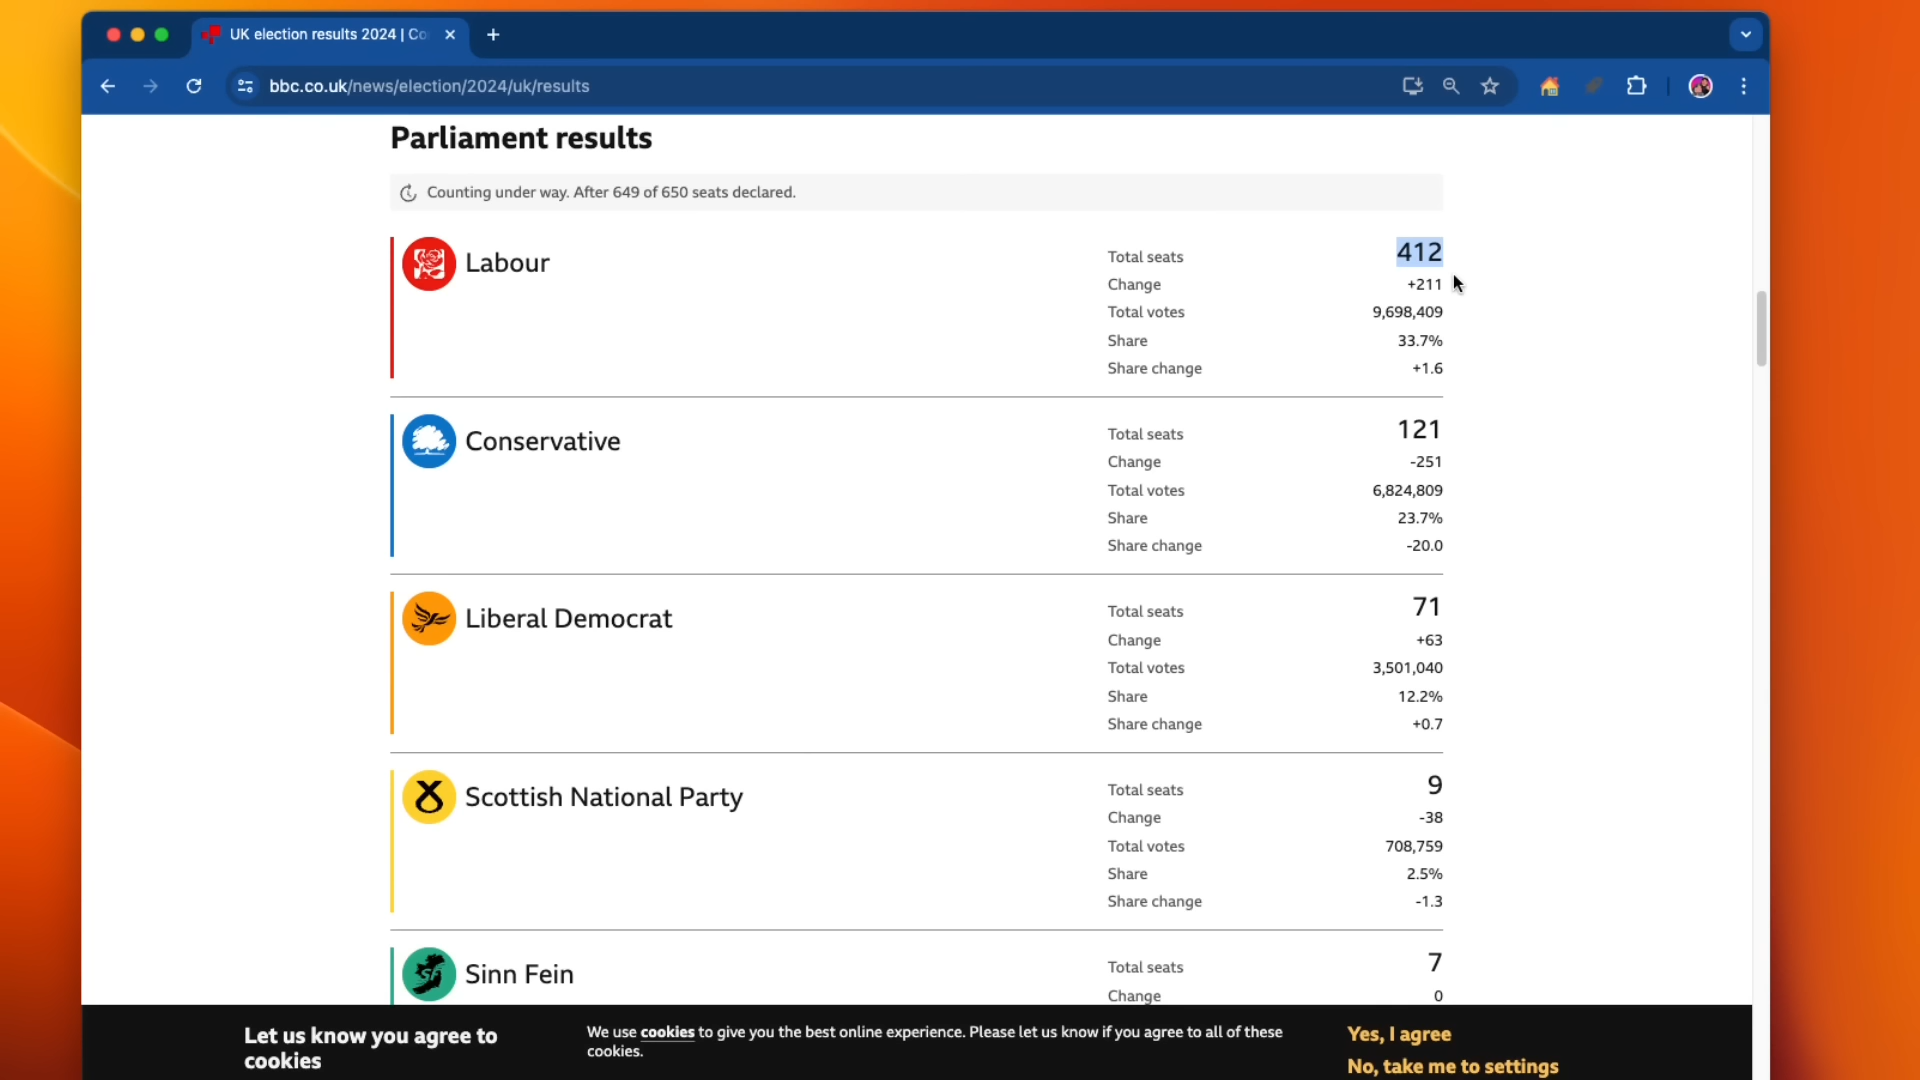 UK election results 2024 | Co
bbc.co.uk/news/election/2024/uk/results
Parliament results
Counting under way. After 649 of 650 seats declared.
Labour
Total seats 412
Change +211
Total votes 9,698,409
Share 33.7%
Share change +1.6
Conservative
Total seats 121
Change -251
Total votes 6,824,809
Share 23.7%
Share change -20.0
Liberal Democrat
Total seats 71
Change +63
Total votes 3,501,040
Share 12.2%
Share change +0.7
Scottish National Party
Total seats 9
Change -38
Total votes 708,759
Share 2.5%
Share change -1.3
SF
Sinn Fein
Total seats 7
Change 0
Let us know you agree to
cookies
We use cookies to give you the best online experience. Please let us know if you agree to all of these
cookies.
Yes, I agree
No, take me to settings